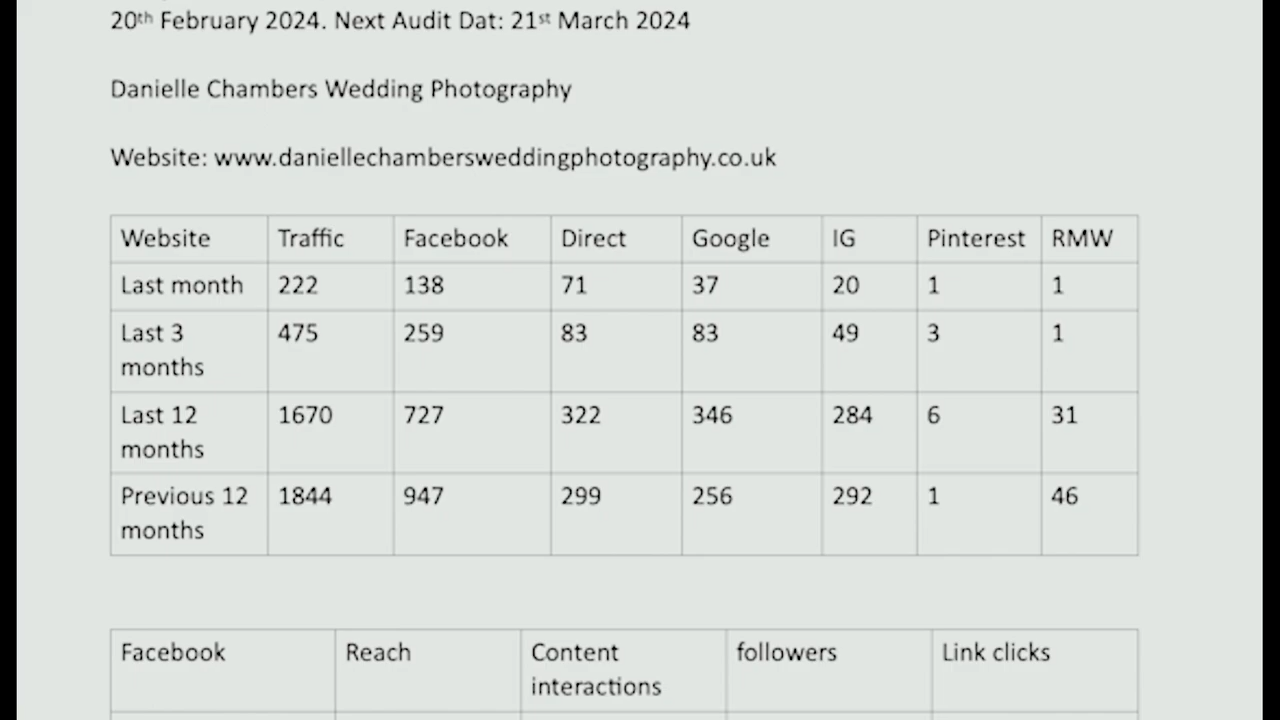 20th February 2024. Next Audit Dat: 21st March 2024
Danielle Chambers Wedding Photography
Website: www.daniellechambersweddingphotography.co.uk
Website Traffic Facebook Direct Google IG Pinterest RMW
Last month 222 138 71 37 20 1 1
Last 3 months 475 259 83 83 49 3 1
Last 12 months 1670 727 322 346 284 6 31
Previous 12 months 1844 947 299 256 292 1 46
Facebook Reach Content interactions followers Link clicks